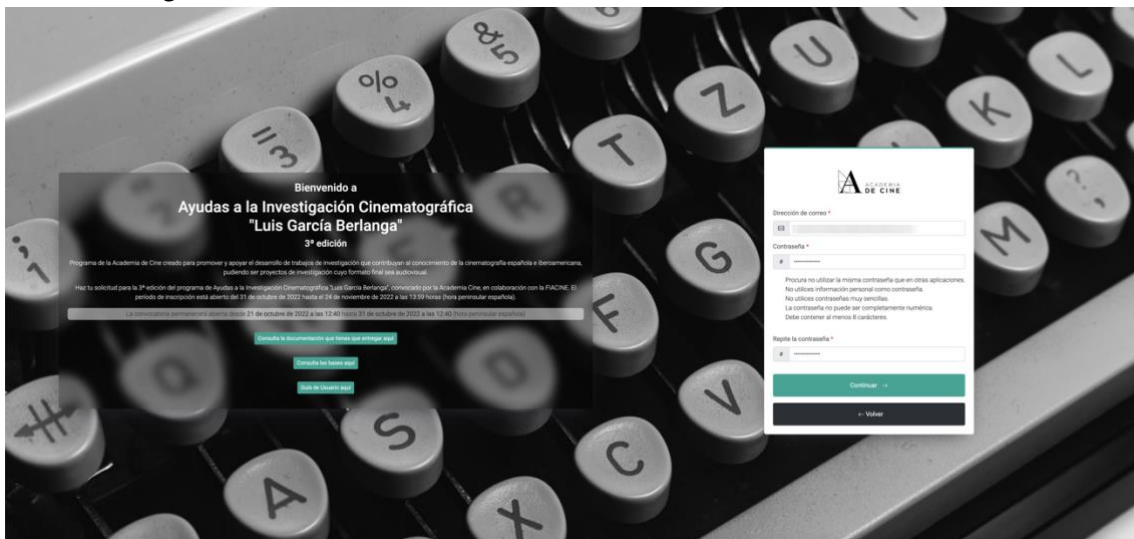 Bienvenido a
Ayudas a la Investigación Cinematográfica
"Luis García Berlanga"
3ª edición
Programa de la Academia de Cine creado para promover y apoyar el desarrollo de trabajos de investigación que contribuyan al conocimiento de la cinematografía española e iberoamericana,
pudiendo ser proyectos de investigación cuyo formato final sea audiovisual.
Haz tu solicitud para la 3ª edición del programa de Ayudas a la Investigación Cinematográfica "Luis García Berlanga", convocado por la Academia Cine, en colaboración con la FIACINE. El
periodo de inscripción está abierto del 31 de octubre de 2022 hasta el 24 de noviembre de 2022 a las 13:59 horas (hora peninsular española).
La convocatoria permanecerá abierta desde 21 de octubre de 2022 a las 12:40 hasta 31 de octubre de 2022 a las 12:40 (hora peninsular española)
Consulta la documentación que tienes que entregar aquí
Consulta las bases aquí
Guía de Usuario aquí
ACADEMIA
DE CINE
Dirección de correo *
Contraseña *
#
Procura no utilizar la misma contraseña que en otras aplicaciones.
No utilices información personal como contraseña.
No utilices contraseñas muy sencillas.
La contraseña no puede ser completamente numérica.
Debe contener al menos 8 carácteres.
Repite la contraseña *
#
Continuar →
← Volver
& 5
% 4
= 3
Z U
T
K L
? ,
; 1
R
G
M
F
Q
D
S
V
C
A
X